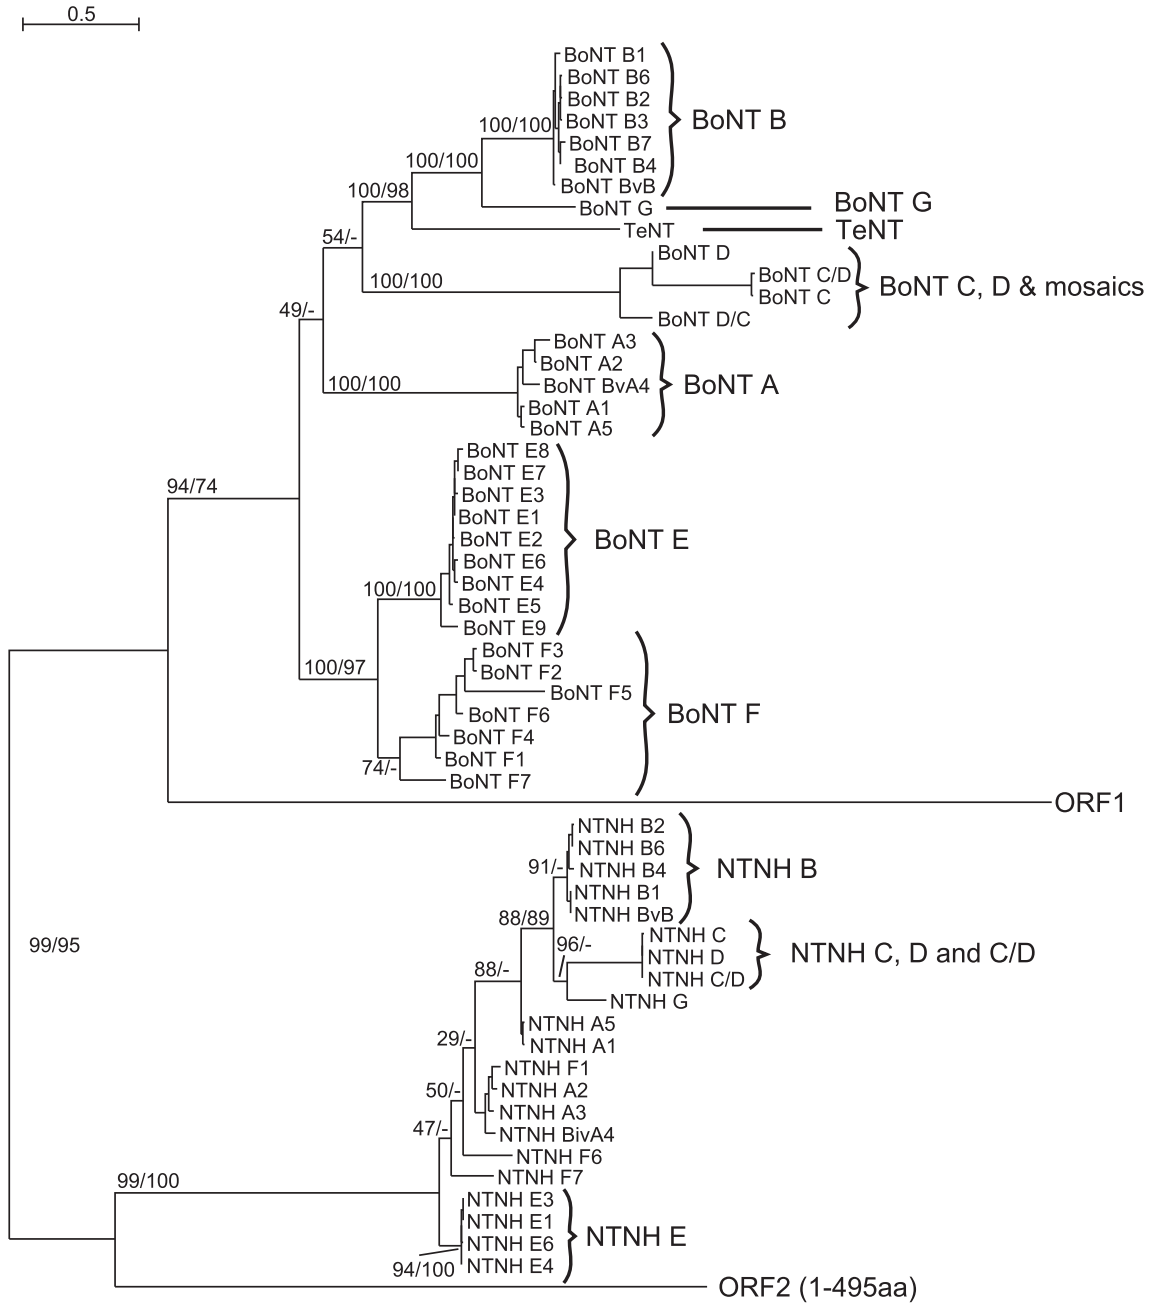 0.5
BoNT B1
BoNT B6
BoNT B2
BoNT B3
BoNT B7
BoNT B4
BoNT BvB
100/100
BoNT B
100/100
100/98
BoNT G
BoNT G
TeNT
TeNT
54/-
BoNT D
BoNT C/D
BoNT C
BoNT D/C
100/100
BoNT C, D & mosaics
49/-
BoNT A3
BoNT A2
BoNT BvA4
BoNT A1
BoNT A5
100/100
BoNT A
BoNT E8
BoNT E7
BoNT E3
BoNT E1
BoNT E2
BoNT E6
BoNT E4
BoNT E5
BoNT E9
94/74
100/100
BoNT E
100/97
BoNT F3
BoNT F2
BoNT F5
BoNT F6
BoNT F4
BoNT F1
BoNT F7
74/-
BoNT F
ORF1
NTNH B2
NTNH B6
NTNH B4
NTNH B1
NTNH BvB
91/-
NTNH B
88/89
96/-
NTNH C
NTNH D
NTNH C/D
NTNH C, D and C/D
NTNH G
99/95
88/-
NTNH A5
NTNH A1
29/-
NTNH F1
NTNH A2
NTNH A3
NTNH BivA4
50/-
47/-
NTNH F6
NTNH F7
99/100
NTNH E3
NTNH E1
NTNH E6
NTNH E4
NTNH E
94/100
ORF2 (1-495aa)